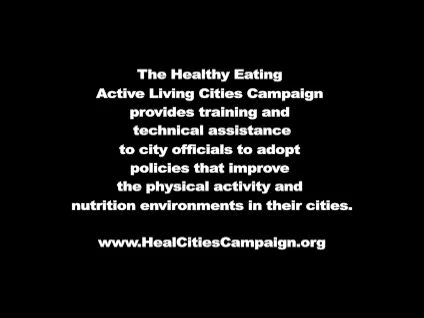 The Healthy Eating
Active Living Cities Campaign
provides training and
technical assistance
to city officials to adopt
policies that improve
the physical activity and
nutrition environments in their cities.
www.HealCitiesCampaign.org